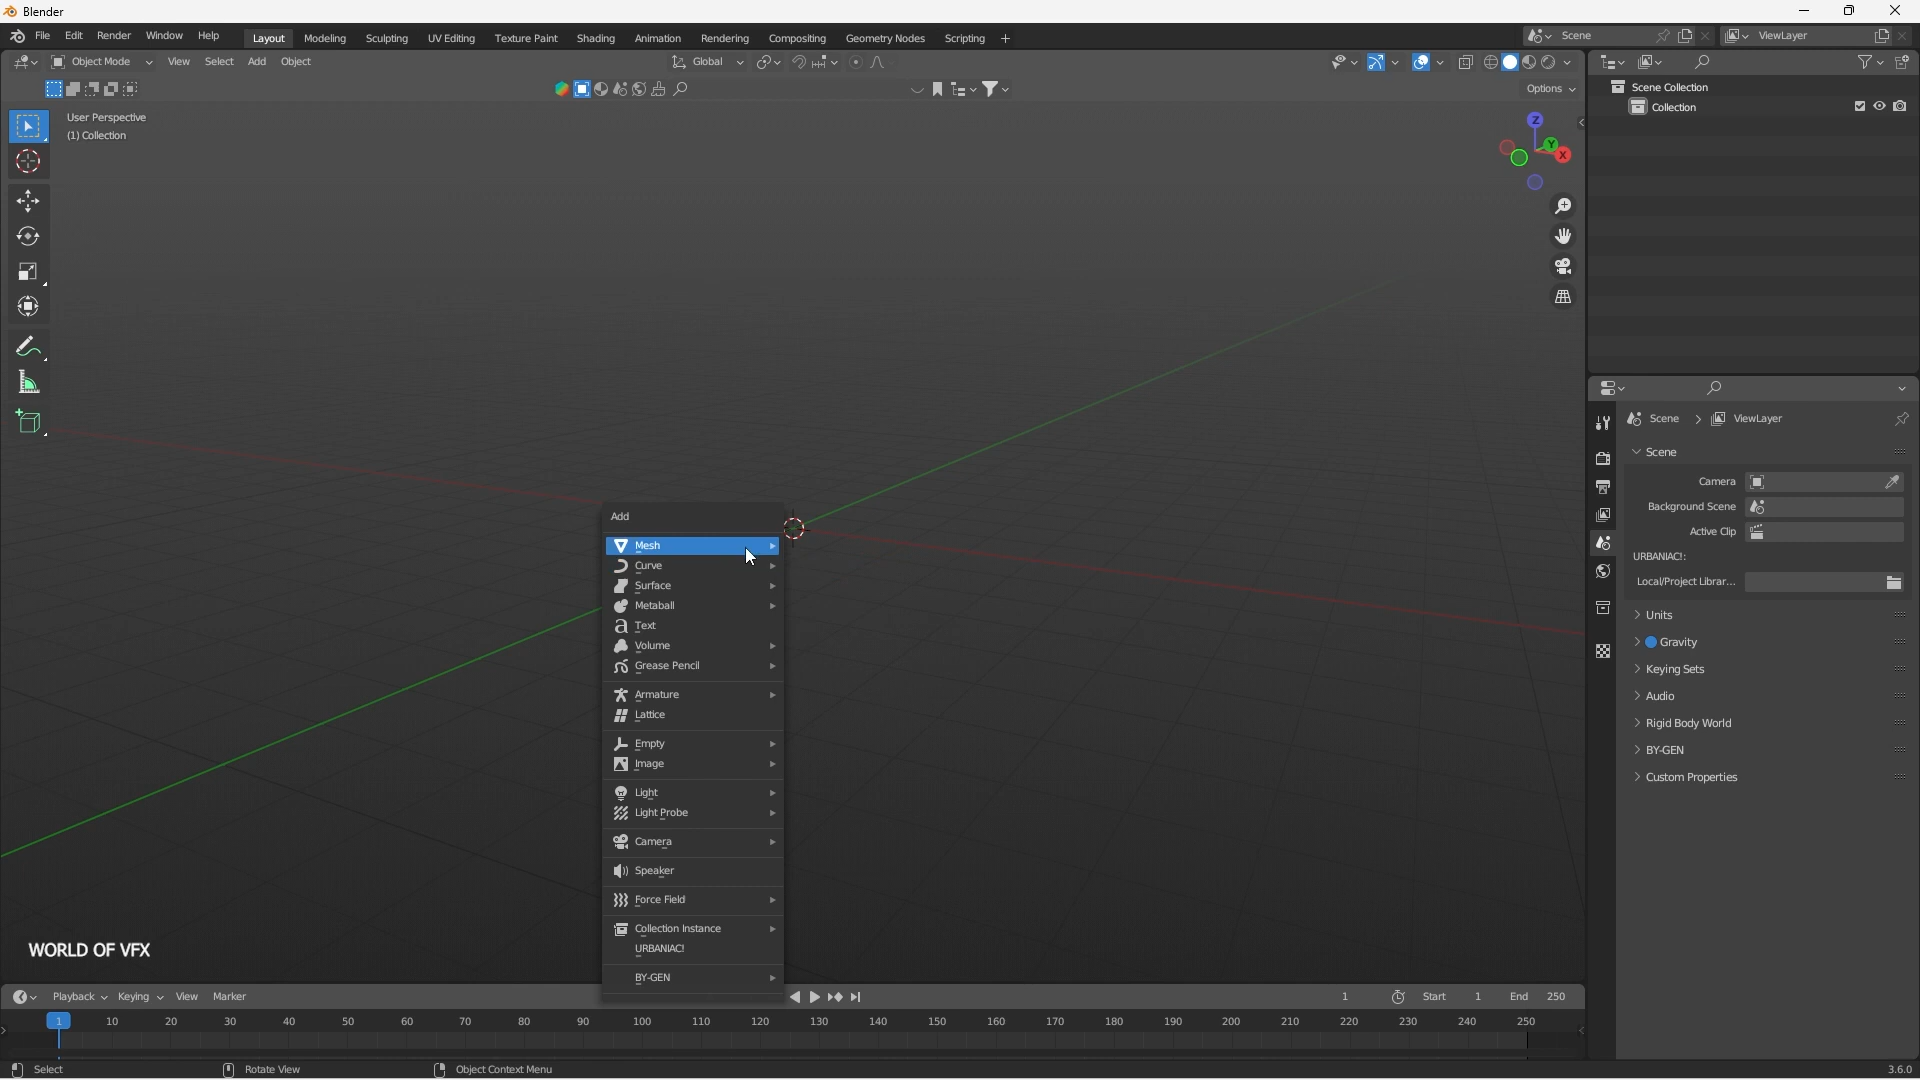 Blender
File Edit Render Window Help Layout Modeling Sculpting UV Editing Texture Paint Shading Animation Rendering Compositing Geometry Nodes Scripting + Scene ViewLayer
Object Mode View Select Add Object Global
Options
User Perspective
(1) Collection
Z
Y
X
Scene Collection
Collection
Scene > ViewLayer
Scene
Camera
Background Scene
Active Clip
URBANIAC!:
Local/Project Librar...
Units
Gravity
Keying Sets
Audio
Rigid Body World
BY-GEN
Custom Properties
Add
Mesh
Curve
Surface
Metaball
Text
Volume
Grease Pencil
Armature
Lattice
Empty
Image
Light
Light Probe
Camera
Speaker
Force Field
Collection Instance
URBANIAC!
BY-GEN
WORLD OF VFX
Playback Keying View Marker 1 Start 1 End 250
1 10 20 30 40 50 60 70 80 90 100 110 120 130 140 150 160 170 180 190 200 210 220 230 240 250
Select Rotate View Object Context Menu 3.6.0